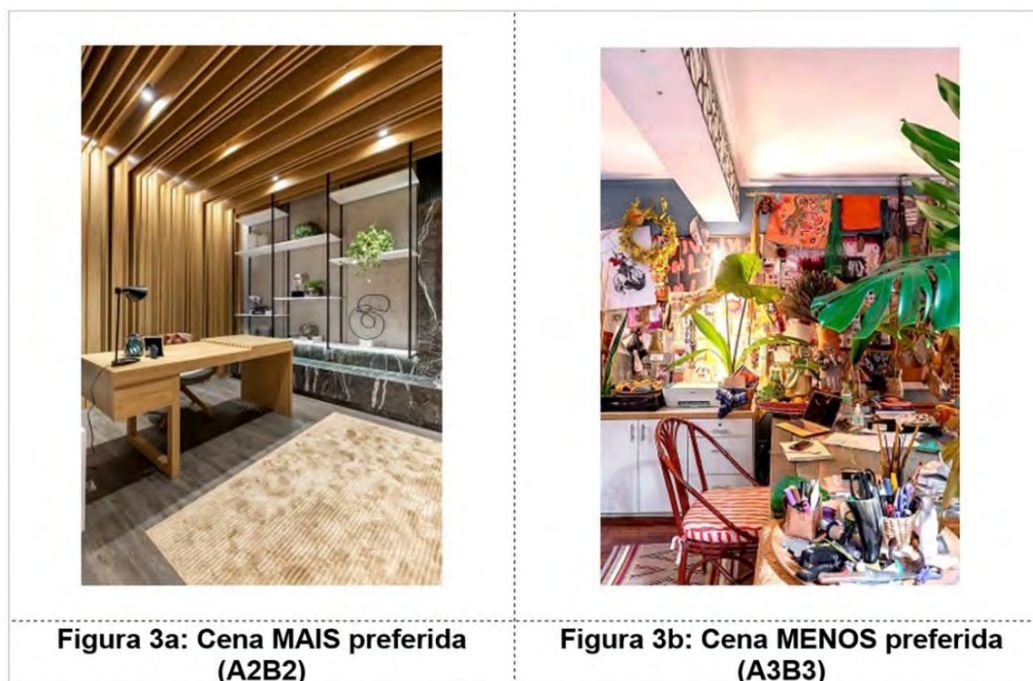 Figura 3a: Cena MAIS preferida
(A2B2)
Figura 3b: Cena MENOS preferida
(A3B3)